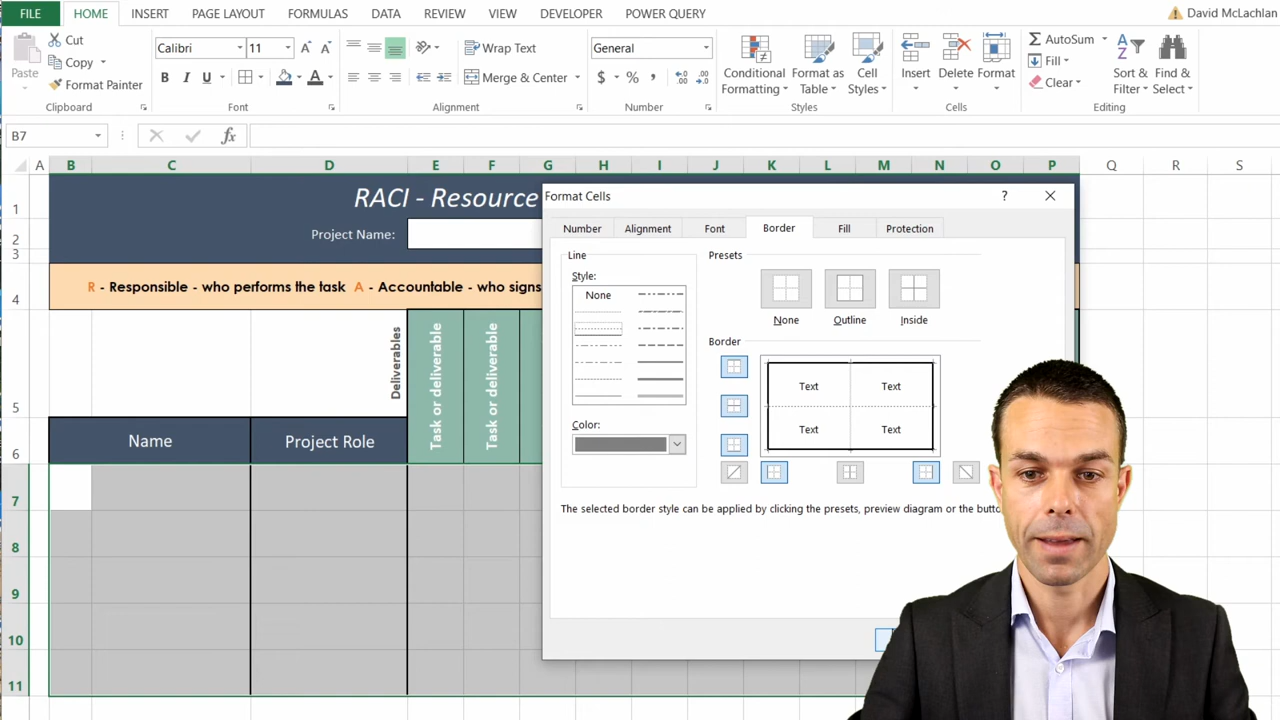 FILE HOME INSERT PAGE LAYOUT FORMULAS DATA REVIEW VIEW DEVELOPER POWER QUERY David McLachlan
Paste
Cut
Copy
Format Painter
Clipboard
Calibri 11 A A
B I U A
Font
Wrap Text
Merge & Center
Alignment
General
$ % ,
Number
Conditional Formatting
Format as Table
Cell Styles
Styles
Insert
Delete
Format
Cells
AutoSum
Fill
Clear
Sort & Filter
Find & Select
Editing
B7 fx
A B C D E F G H I J K L M N O P Q R S
1 RACI - Resource
2 Project Name:
3
4 R - Responsible - who performs the task A - Accountable - who signs
5 Deliverables
Task or deliverable
Task or deliverable
6 Name Project Role
7
8
9
10
11
Format Cells ?
Number Alignment Font Border Fill Protection
Line
Style:
None
Color:
Presets
None Outline Inside
Border
Text Text
Text Text
The selected border style can be applied by clicking the presets, preview diagram or the